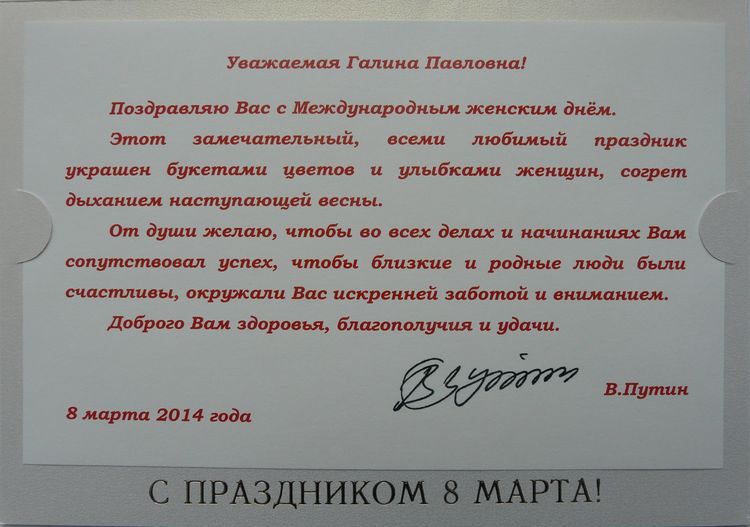 Уважаемая Галина Павловна!
Поздравляю Вас с Международным женским днём.
Этот замечательный, всеми любимый праздник
украшен букетами цветов и улыбками женщин, согрет
дыханием наступающей весны.
От души желаю, чтобы во всех делах и начинаниях Вам
сопутствовал успех, чтобы близкие и родные люди были
счастливы, окружали Вас искренней заботой и вниманием.
Доброго Вам здоровья, благополучия и удачи.
В.Путин
8 марта 2014 года
С ПРАЗДНИКОМ 8 МАРТА!